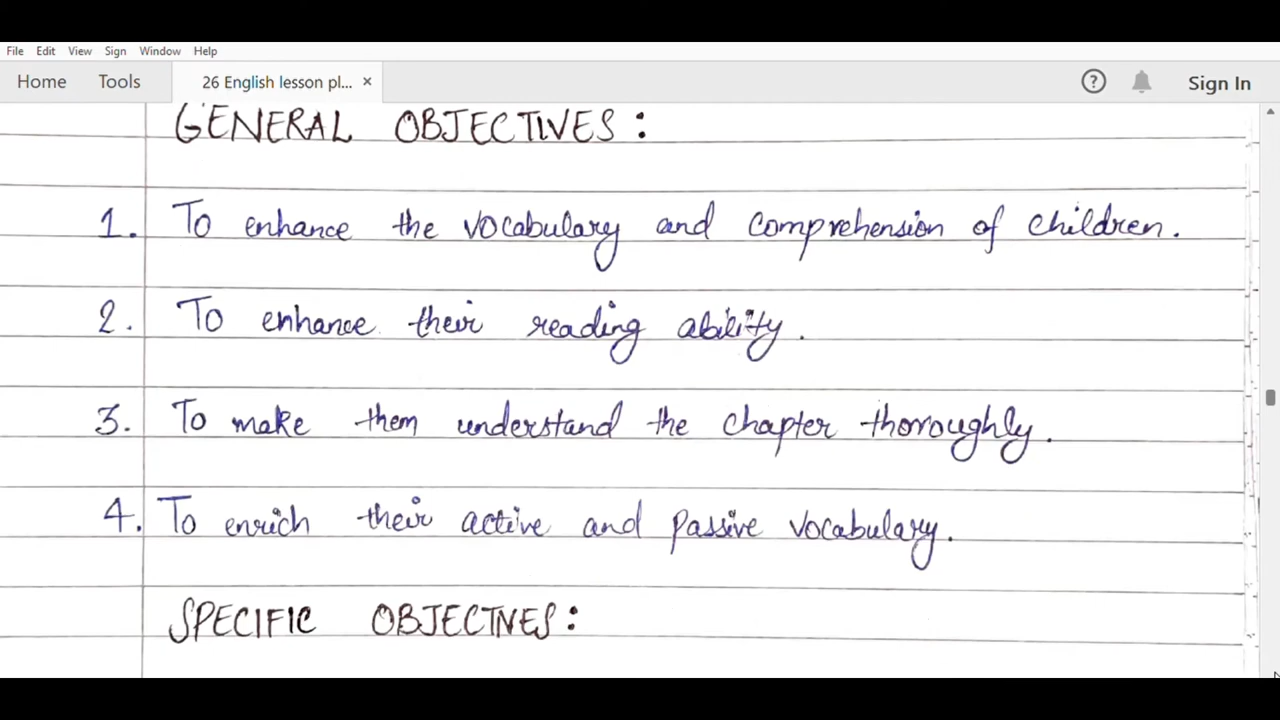 File Edit View Sign Window Help
Home Tools 26 English lesson pl... × ? Sign In
GENERAL OBJECTIVES:
1. To enhance the vocabulary and comprehension of children.
2. To enhance their reading ability.
3. To make them understand the chapter thoroughly.
4. To enrich their active and passive vocabulary.
SPECIFIC OBJECTIVES: